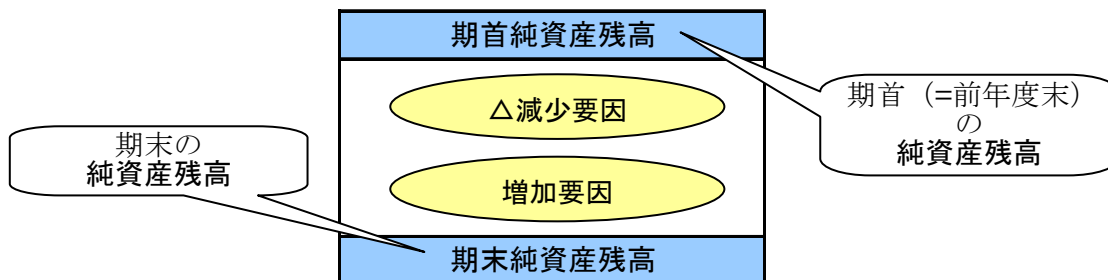 期首純資産残高
期首（=前年度末）
の
純資産残高
△減少要因
期末の
純資産残高
増加要因
期末純資産残高